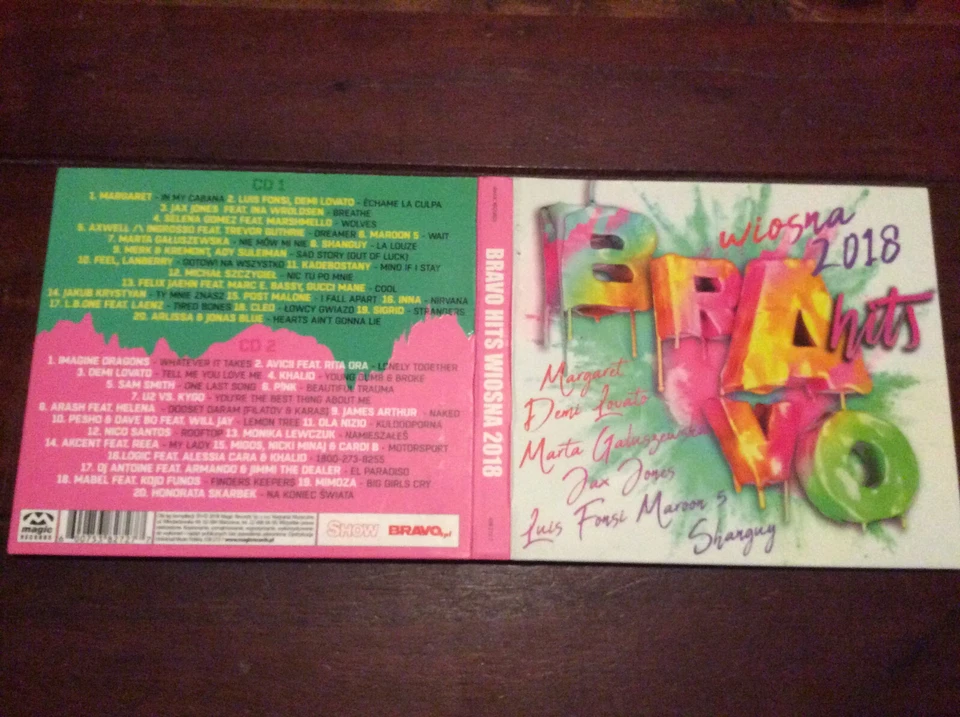 CD 1
1. MARGARET - IN MY CABANA 2. LUIS FONSI, DEMI LOVATO - ÉCHAME LA CULPA
3. JAX JONES FEAT. INA WROLDSEN - BREATHE
4. SELENA GOMEZ FEAT. MARSHMELLO - WOLVES
5. AXWELL /\ INGROSSO FEAT. TREVOR GUTHRIE - DREAMER 6. MAROON 5 - WAIT
7. MARTA GAŁUSZEWSKA - NIE MÓW MI NIE 8. SHANGUY - LA LOUZE
9. MERK & KREMONT, ADY SULEIMAN - SAD STORY (OUT OF LUCK)
10. FEEL, LANBERRY - GOTOWI NA WSZYSTKO 11. KADEBOSTANY - MIND IF I STAY
12. MICHAŁ SZCZYGIEŁ - NIC TU PO MNIE
13. FELIX JAEHN FEAT. MARC E. BASSY, GUCCI MANE - COOL
14. JAKUB KRYSTYAN - TY MNIE ZNASZ 15. POST MALONE - I FALL APART 16. INNA - NIRVANA
17. L.B.ONE FEAT LAENZ - TIRED BONES 18. CLEO - ŁOWCY GWIAZD 19. SIGRID - STRANGERS
20. ARLISSA & JONAS BLUE - HEARTS AIN'T GONNA LIE
CD 2
1. IMAGINE DRAGONS - WHATEVER IT TAKES 2. AVICII FEAT. RITA ORA - LONELY TOGETHER
3. DEMI LOVATO - TELL ME YOU LOVE ME 4. KHALID - YOUNG DUMB & BROKE
5. SAM SMITH - ONE LAST SONG 6. P!NK - BEAUTIFUL TRAUMA
7. U2 VS. KYGO - YOU'RE THE BEST THING ABOUT ME
8. ARASH FEAT. HELENA - DOOSET DARAM [FILATOV & KARAS] 9. JAMES ARTHUR - NAKED
10. PESHO & DAVE BO FEAT. WILL JAY - LEMON TREE 11. OLA NIZIO - KULOODPORNA
12. NICO SANTOS - ROOFTOP 13. MONIKA LEWCZUK - NAMIESZAŁEŚ
14. AKCENT FEAT. REEA - MY LADY 15. MIGOS, NICKI MINAJ & CARDI B - MOTORSPORT
16.LOGIC FEAT. ALESSIA CARA & KHALID - 1800-273-8255
17. DJ ANTOINE FEAT. ARMANDO & JIMMI THE DEALER - EL PARADISO
18. MABEL FEAT. KOJO FUNDS - FINDERS KEEPERS 19. MIMOZA - BIG GIRLS CRY
20. HONORATA SKARBEK - NA KONIEC ŚWIATA
magic
RECORDS
SHOW
BRAVO.pl
BRAVO HITS WIOSNA 2018
wiosna
2018
BRAVO
hits
Margaret
Demi Lovato
Marta Gałuszewska
Jax Jones
Luis Fonsi Maroon 5
Shanguy